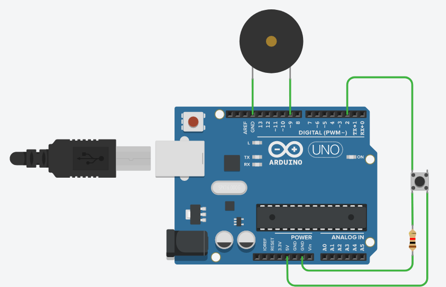 AREF
GND
13
12
~11
~10
~9
8
7
~6
~5
4
~3
2
TX→1
RX←0
DIGITAL (PWM~)
L
TX
RX
UNO
ARDUINO
ON
POWER
ANALOG IN
IOREF
RESET
3.3V
5V
GND
GND
Vin
A0
A1
A2
A3
A4
A5